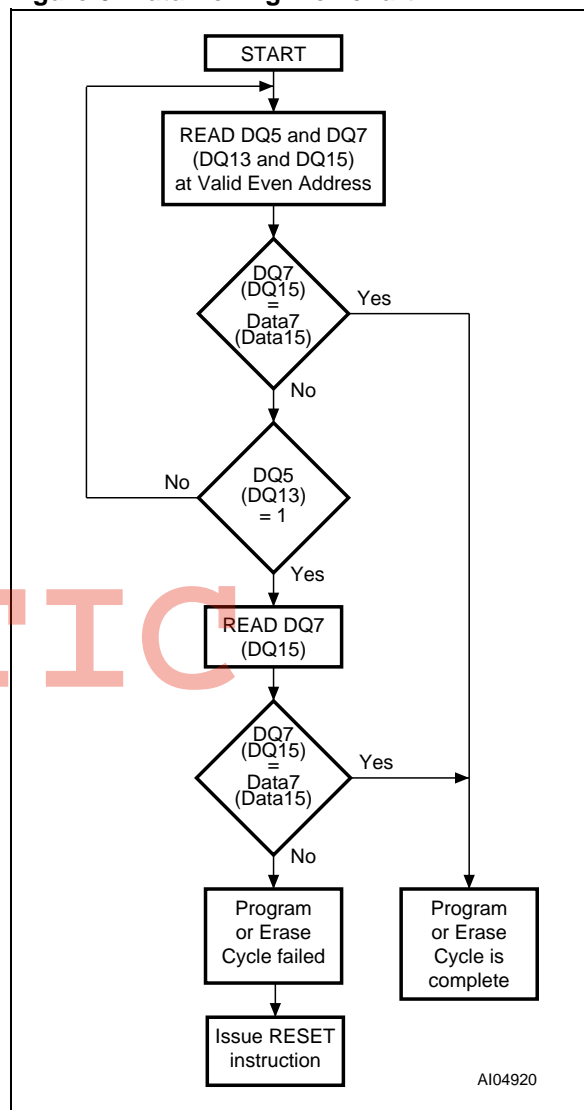 START
READ DQ5 and DQ7
(DQ13 and DQ15)
at Valid Even Address
DQ7
(DQ15)
=
Data7
(Data15)
Yes
No
DQ5
(DQ13)
= 1
No
Yes
READ DQ7
(DQ15)
DQ7
(DQ15)
=
Data7
(Data15)
Yes
No
Program
or Erase
Cycle failed
Program
or Erase
Cycle is
complete
Issue RESET
instruction
AI04920
TIC